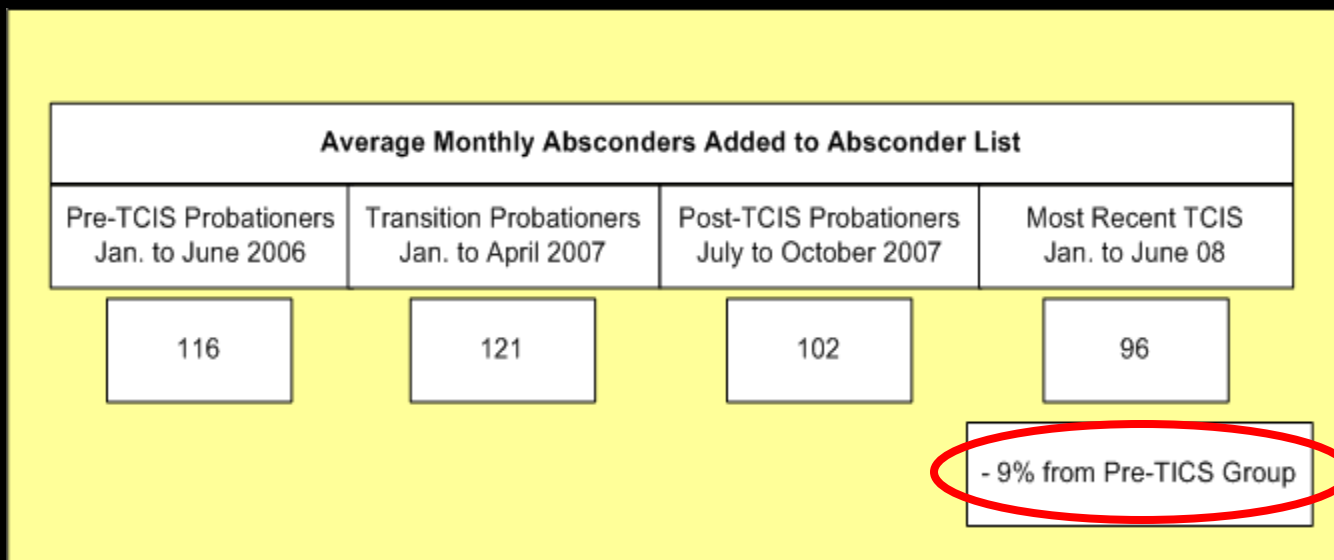 Average Monthly Absconders Added to Absconder List
Pre-TCIS Probationers
Jan. to June 2006
Transition Probationers
Jan. to April 2007
Post-TCIS Probationers
July to October 2007
Most Recent TCIS
Jan. to June 08
116
121
102
96
- 9% from Pre-TICS Group